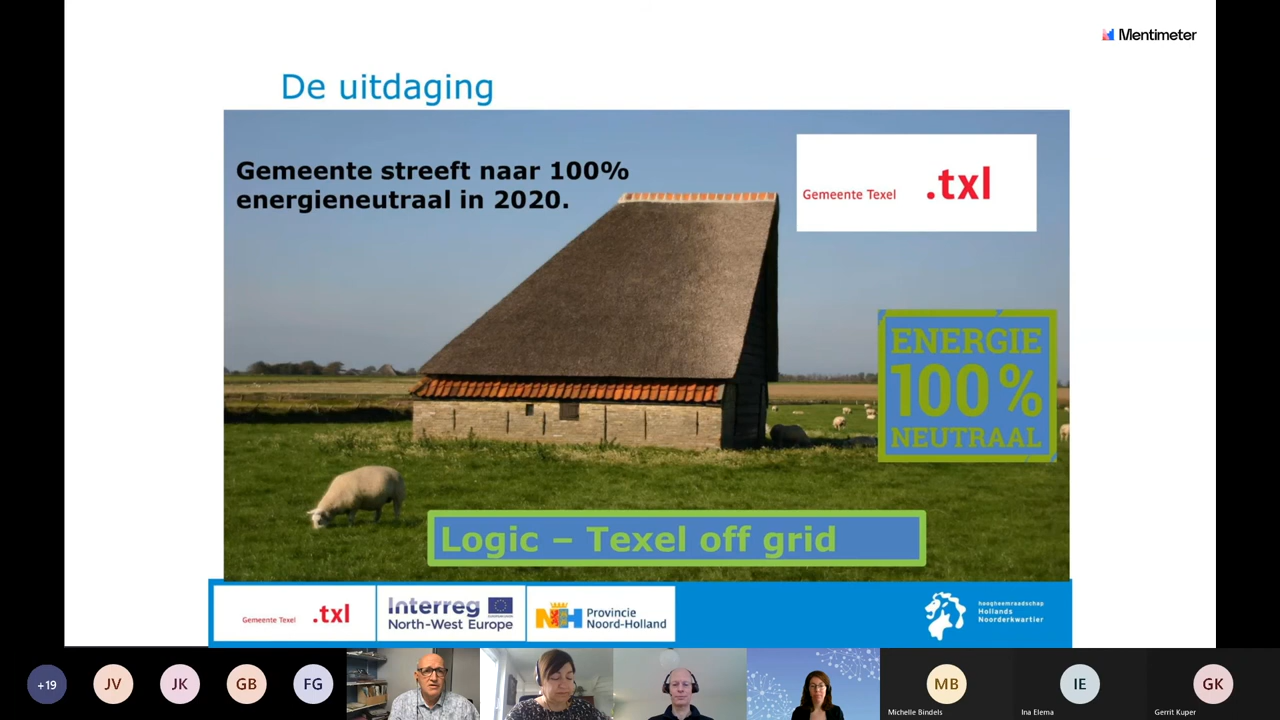 Mentimeter
De uitdaging
Gemeente streeft naar 100%
energieneutraal in 2020.
Gemeente Texel .txl
ENERGIE
100%
NEUTRAAL
Logic – Texel off grid
Gemeente Texel .txl
Interreg
North-West Europe
NH Provincie
Noord-Holland
hoogheemraadschap
Hollands
Noorderkwartier
+19
JV
JK
GB
FG
MB
IE
GK
Michelle Bindels
Ina Elema
Gerrit Kuper